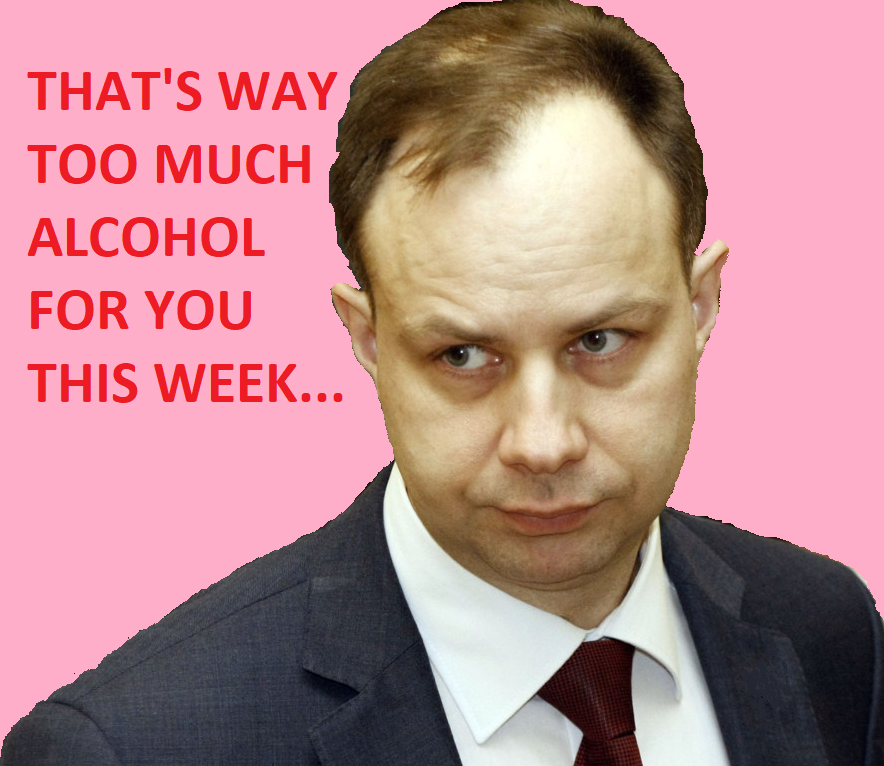 THAT'S WAY
TOO MUCH
ALCOHOL
FOR YOU
THIS WEEK...